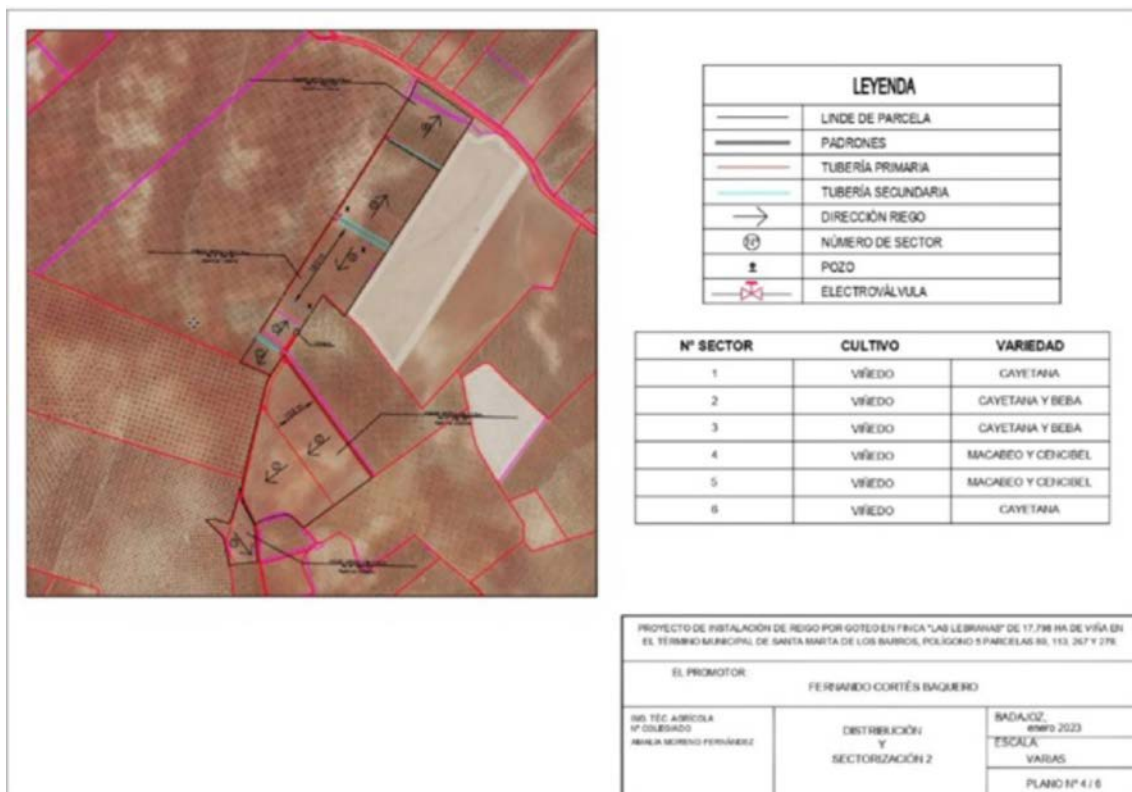 LEYENDA
LINDE DE PARCELA
PADRONES
TUBERÍA PRIMARIA
TUBERÍA SECUNDARIA
DIRECCIÓN RIEGO
Nº NÚMERO DE SECTOR
POZO
ELECTROVÁLVULA
Nº SECTOR CULTIVO VARIEDAD
1 VIÑEDO CAYETANA
2 VIÑEDO CAYETANA Y BEBA
3 VIÑEDO CAYETANA Y BEBA
4 VIÑEDO MACABEO Y CENCIBEL
5 VIÑEDO MACABEO Y CENCIBEL
6 VIÑEDO CAYETANA
PROYECTO DE INSTALACIÓN DE REIGO POR GOTEO EN FINCA "LAS LEBRANAS" DE 17,798 HA DE VIÑA EN
EL TÉRMINO MUNICIPAL DE SANTA MARTA DE LOS BARROS, POLÍGONO 5 PARCELAS 113, 267 Y 279.
EL PROMOTOR:
FERNANDO CORTÉS BAQUERO
ING. TÉC. AGRÍCOLA
Nº COLEGIADO
AMALIA MORENO FERNÁNDEZ
DISTRIBUCIÓN
Y
SECTORIZACIÓN 2
BADAJOZ,
enero 2023
ESCALA:
VARIAS
PLANO Nº 4 / 6